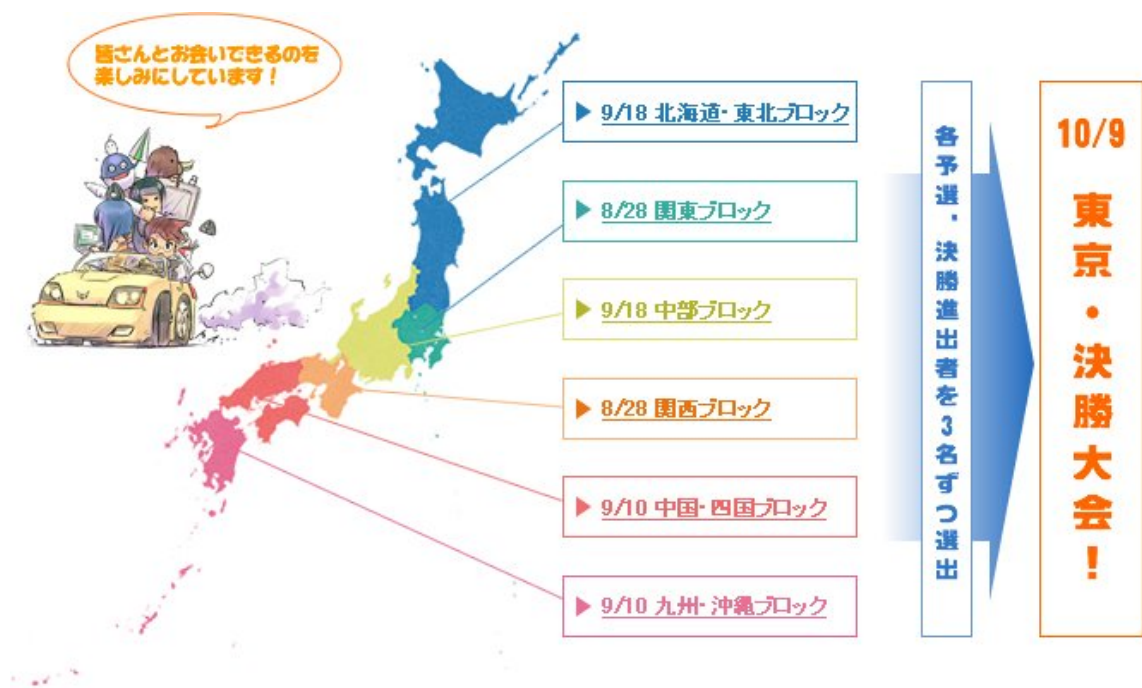 皆さんとお会いできるのを
楽しみにしています！
▶ 9/18 北海道・東北ブロック
▶ 8/28 関東ブロック
▶ 9/18 中部ブロック
▶ 8/28 関西ブロック
▶ 9/10 中国・四国ブロック
▶ 9/10 九州・沖縄ブロック
各予選、決勝進出者を3名ずつ選出
10/9
東京・決勝大会！